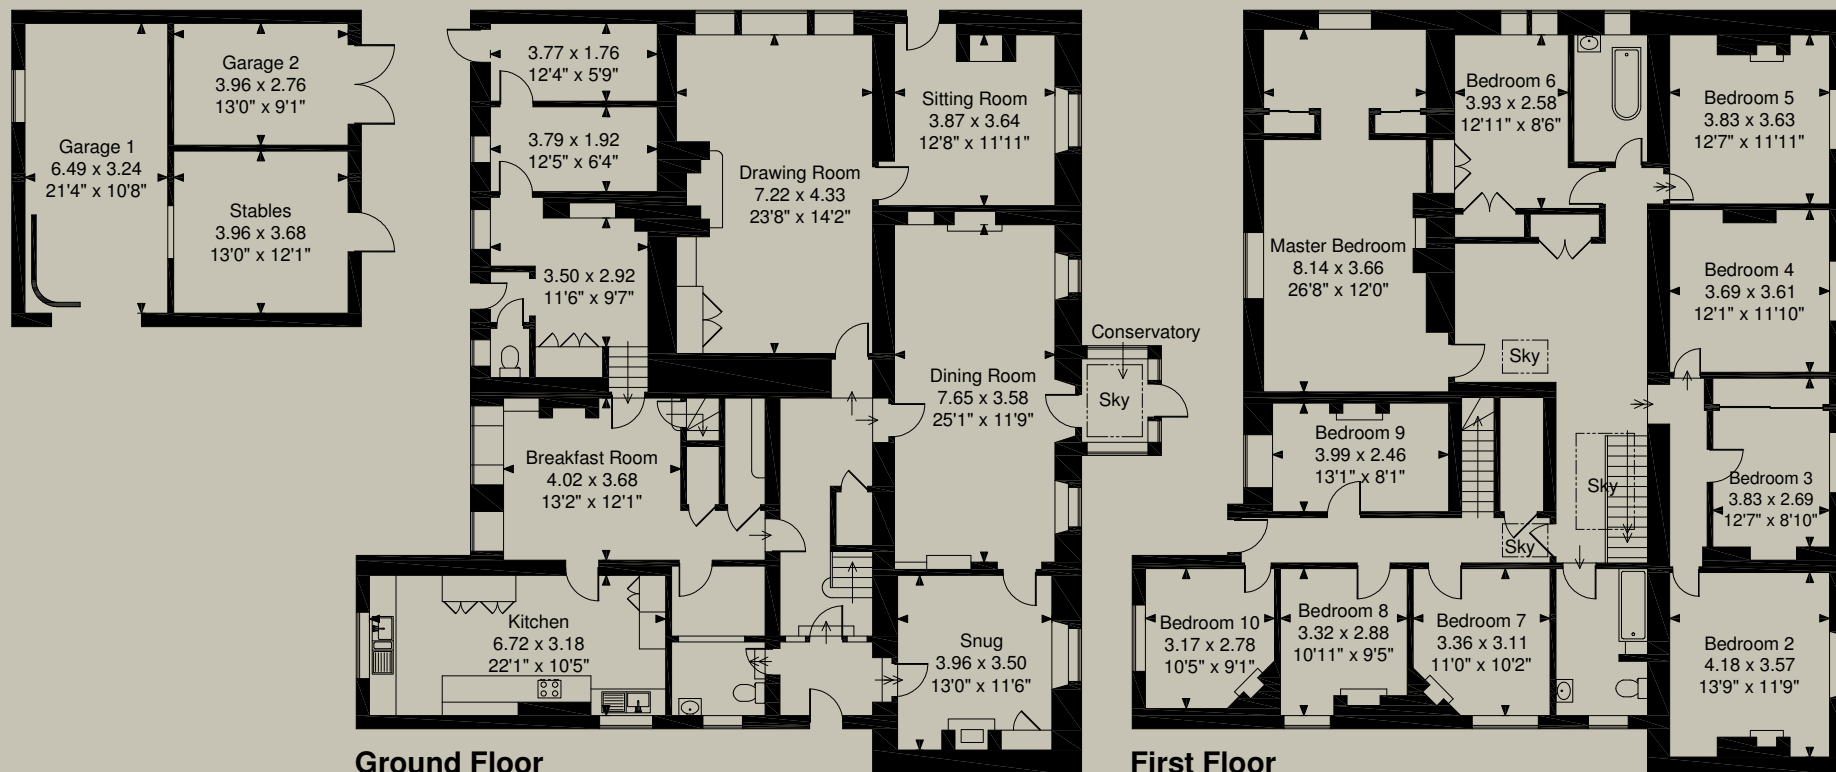 Garage 1
6.49 x 3.24
21'4" x 10'8"
Garage 2
3.96 x 2.76
13'0" x 9'1"
Stables
3.96 x 3.68
13'0" x 12'1"
3.77 x 1.76
12'4" x 5'9"
3.79 x 1.92
12'5" x 6'4"
3.50 x 2.92
11'6" x 9'7"
Drawing Room
7.22 x 4.33
23'8" x 14'2"
Sitting Room
3.87 x 3.64
12'8" x 11'11"
Dining Room
7.65 x 3.58
25'1" x 11'9"
Conservatory
Sky
Breakfast Room
4.02 x 3.68
13'2" x 12'1"
Kitchen
6.72 x 3.18
22'1" x 10'5"
Snug
3.96 x 3.50
13'0" x 11'6"
Ground Floor
Master Bedroom
8.14 x 3.66
26'8" x 12'0"
Bedroom 6
3.93 x 2.58
12'11" x 8'6"
Bedroom 5
3.83 x 3.63
12'7" x 11'11"
Bedroom 4
3.69 x 3.61
12'1" x 11'10"
Sky
Bedroom 9
3.99 x 2.46
13'1" x 8'1"
Sky
Sky
Bedroom 3
3.83 x 2.69
12'7" x 8'10"
Bedroom 10
3.17 x 2.78
10'5" x 9'1"
Bedroom 8
3.32 x 2.88
10'11" x 9'5"
Bedroom 7
3.36 x 3.11
11'0" x 10'2"
Bedroom 2
4.18 x 3.57
13'9" x 11'9"
First Floor